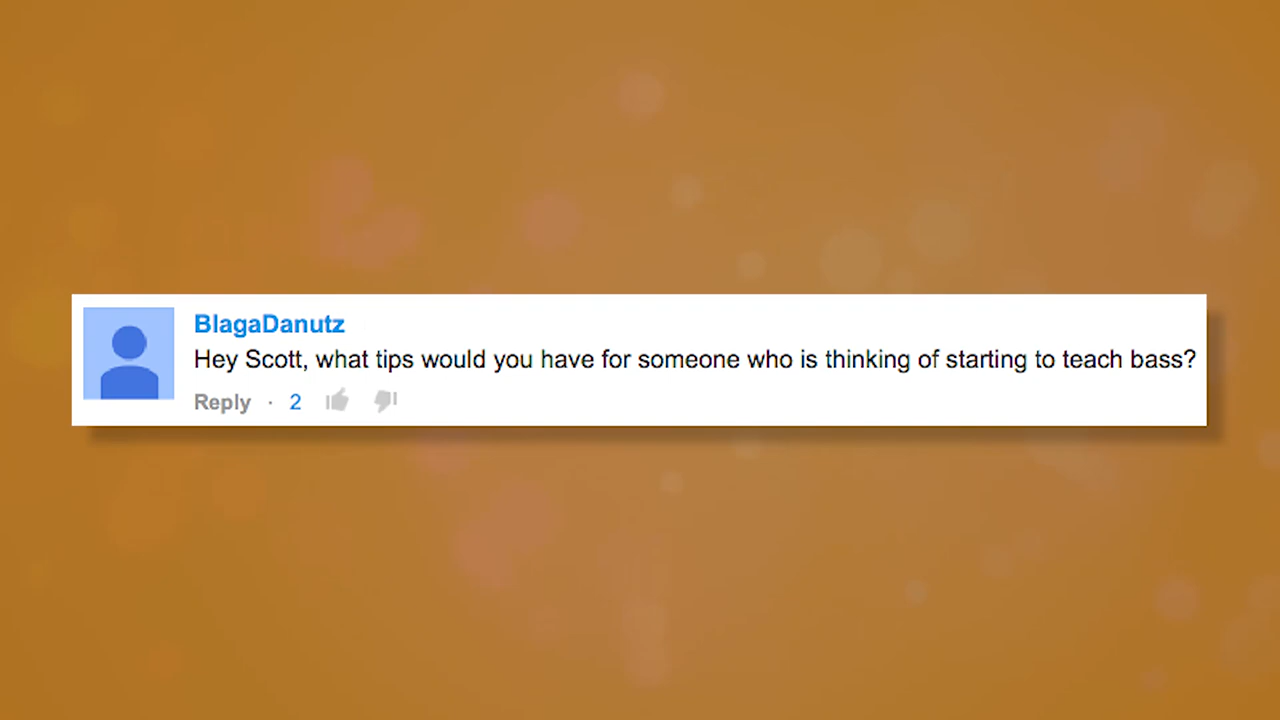 BlagaDanutz
Hey Scott, what tips would you have for someone who is thinking of starting to teach bass?
Reply · 2